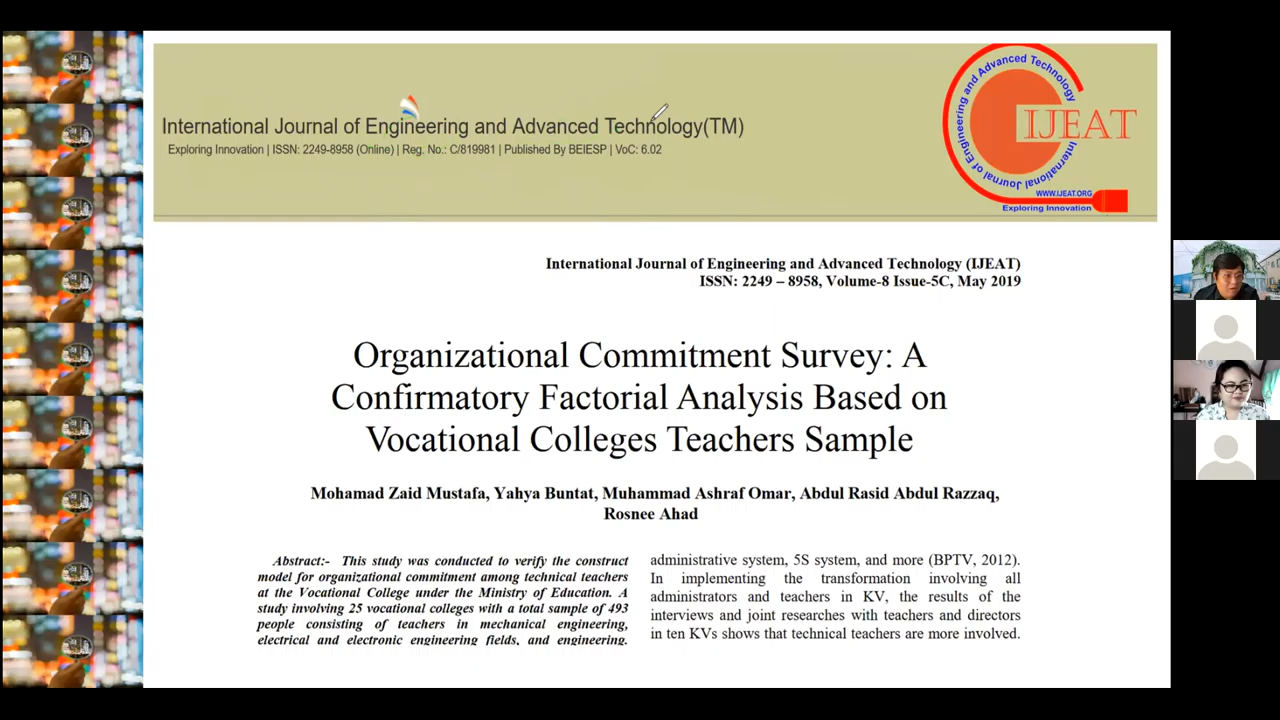 International Journal of Engineering and Advanced Technology(TM)
Exploring Innovation | ISSN: 2249-8958 (Online) | Reg. No.: C/819981 | Published By BEIESP | VoC: 6.02
International Journal of Engineering and Advanced Technology
IJEAT
WWW.IJEAT.ORG
Exploring Innovation
International Journal of Engineering and Advanced Technology (IJEAT)
ISSN: 2249 – 8958, Volume-8 Issue-5C, May 2019
Organizational Commitment Survey: A
Confirmatory Factorial Analysis Based on
Vocational Colleges Teachers Sample
Mohamad Zaid Mustafa, Yahya Buntat, Muhammad Ashraf Omar, Abdul Rasid Abdul Razzaq,
Rosnee Ahad
Abstract:- This study was conducted to verify the construct
model for organizational commitment among technical teachers
at the Vocational College under the Ministry of Education. A
study involving 25 vocational colleges with a total sample of 493
people consisting of teachers in mechanical engineering,
electrical and electronic engineering fields, and engineering.
administrative system, 5S system, and more (BPTV, 2012).
In implementing the transformation involving all
administrators and teachers in KV, the results of the
interviews and joint researches with teachers and directors
in ten KVs shows that technical teachers are more involved.